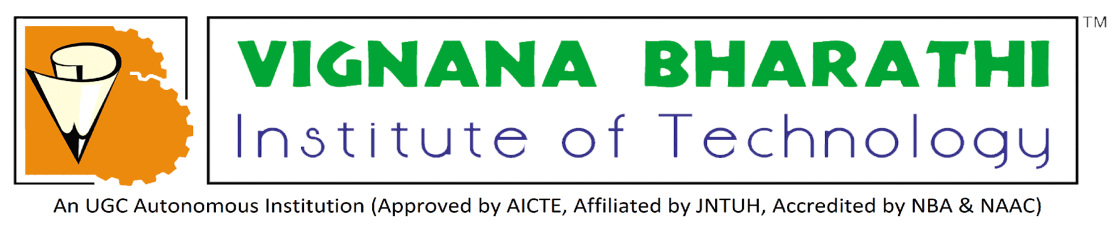 VIGNANA BHARATHI TM
Institute of Technology
An UGC Autonomous Institution (Approved by AICTE, Affiliated by JNTUH, Accredited by NBA & NAAC)